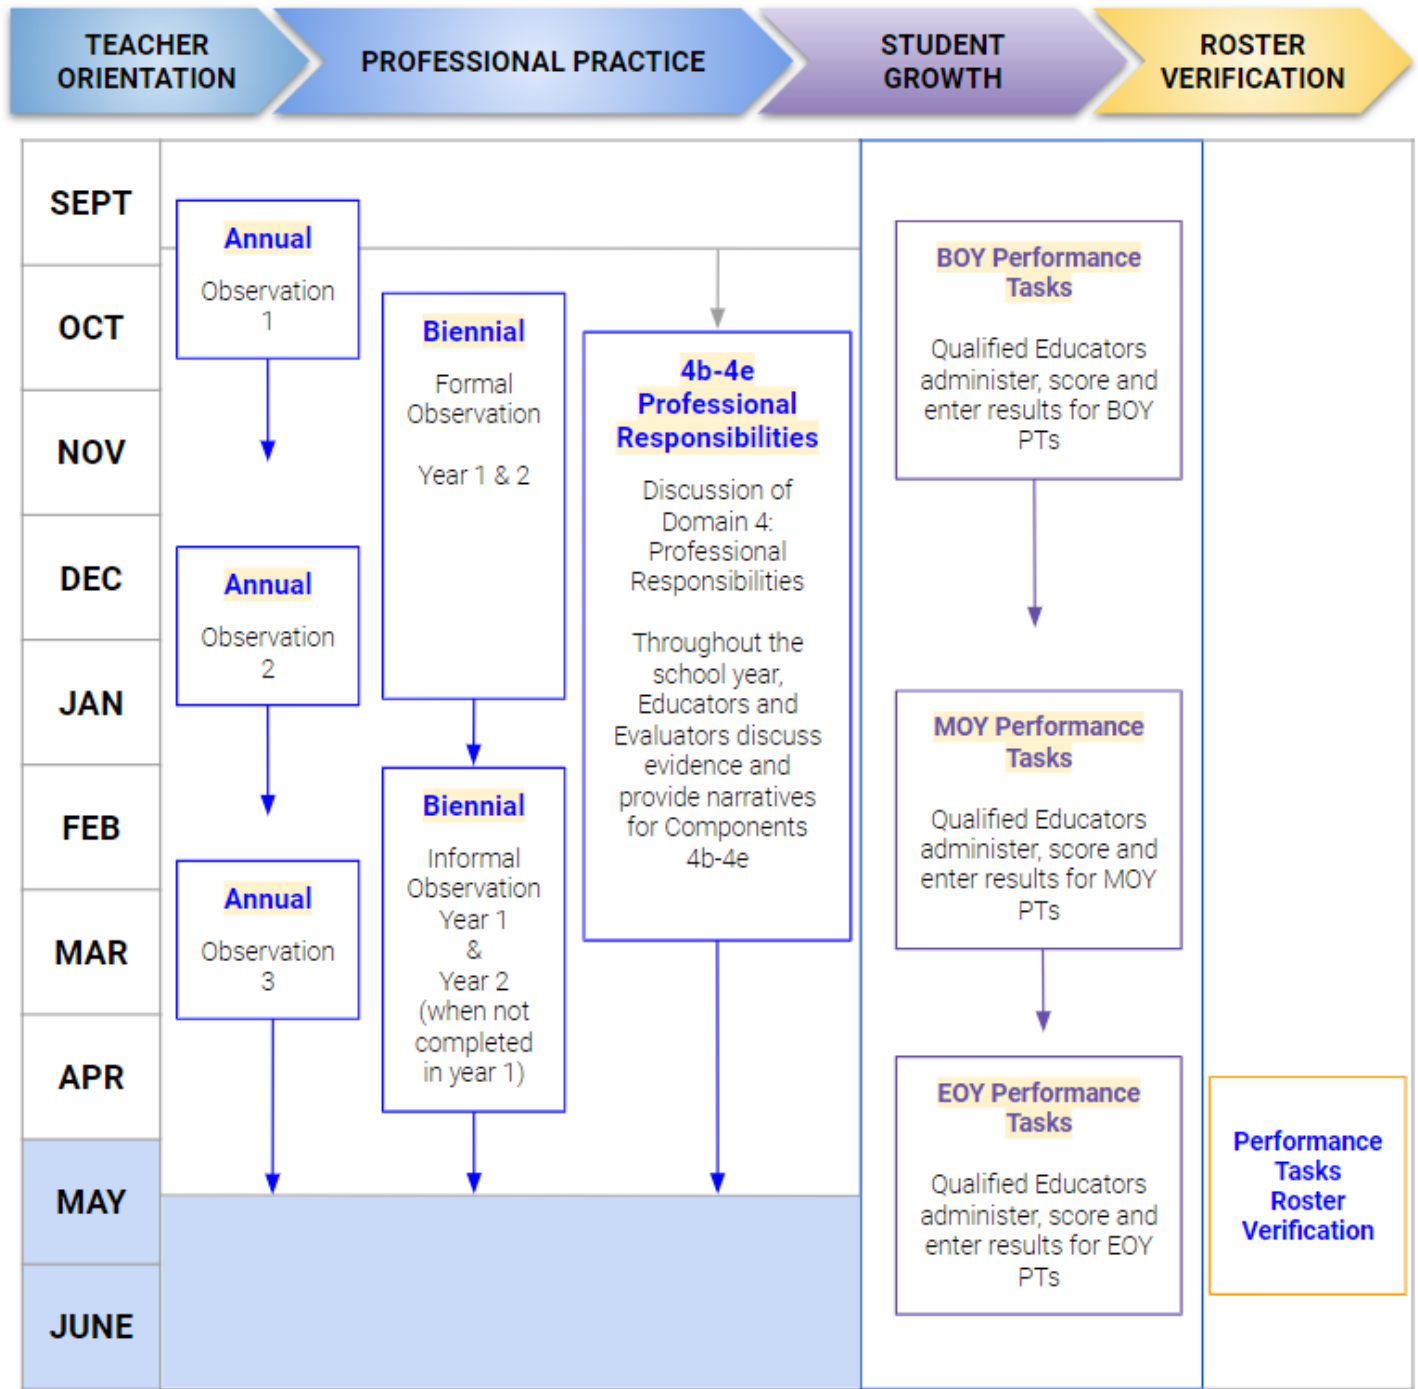 TEACHER
ORIENTATION
PROFESSIONAL PRACTICE
STUDENT
GROWTH
ROSTER
VERIFICATION
SEPT
OCT
NOV
DEC
JAN
FEB
MAR
APR
MAY
JUNE
Annual
Observation
1
Annual
Observation
2
Annual
Observation
3
Biennial
Formal
Observation
Year 1 & 2
Biennial
Informal
Observation
Year 1
&
Year 2
(when not
completed
in year 1)
4b-4e
Professional
Responsibilities
Discussion of
Domain 4:
Professional
Responsibilities
Throughout the
school year,
Educators and
Evaluators discuss
evidence and
provide narratives
for Components
4b-4e
BOY Performance
Tasks
Qualified Educators
administer, score and
enter results for BOY
PTs
MOY Performance
Tasks
Qualified Educators
administer, score and
enter results for MOY
PTs
EOY Performance
Tasks
Qualified Educators
administer, score and
enter results for EOY
PTs
Performance
Tasks
Roster
Verification